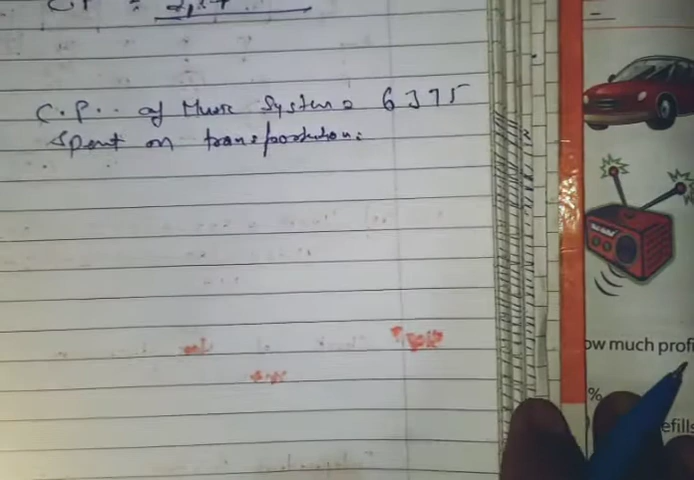 C.P.. of Music System = 6375
Spent on transportation:
ow much profi
%
efills